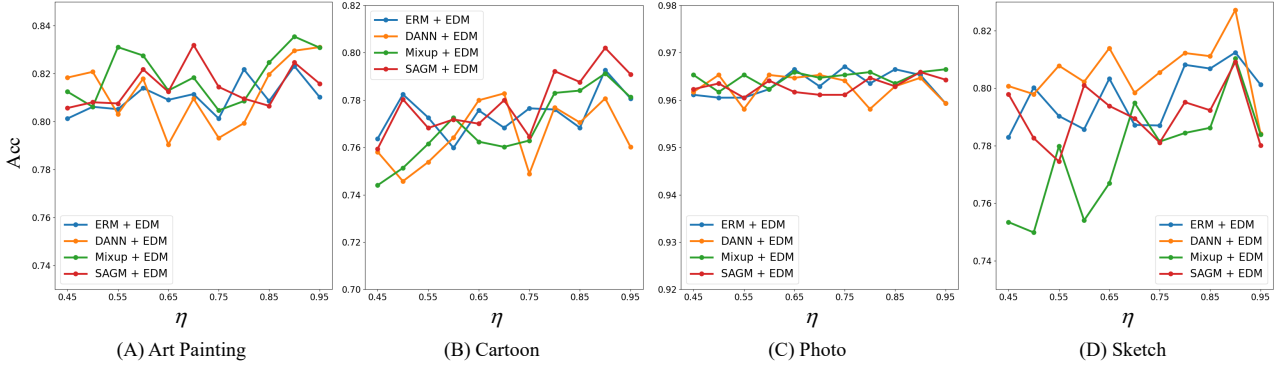 Acc
0.84
0.82
0.80
0.78
0.76
0.74
ERM + EDM
DANN + EDM
Mixup + EDM
SAGM + EDM
0.45 0.55 0.65 0.75 0.85 0.95
η
(A) Art Painting
0.82
0.80
0.78
0.76
0.74
0.72
0.70
ERM + EDM
DANN + EDM
Mixup + EDM
SAGM + EDM
0.45 0.55 0.65 0.75 0.85 0.95
η
(B) Cartoon
0.98
0.97
0.96
0.95
0.94
0.93
0.92
ERM + EDM
DANN + EDM
Mixup + EDM
SAGM + EDM
0.45 0.55 0.65 0.75 0.85 0.95
η
(C) Photo
0.82
0.80
0.78
0.76
0.74
ERM + EDM
DANN + EDM
Mixup + EDM
SAGM + EDM
0.45 0.55 0.65 0.75 0.85 0.95
η
(D) Sketch